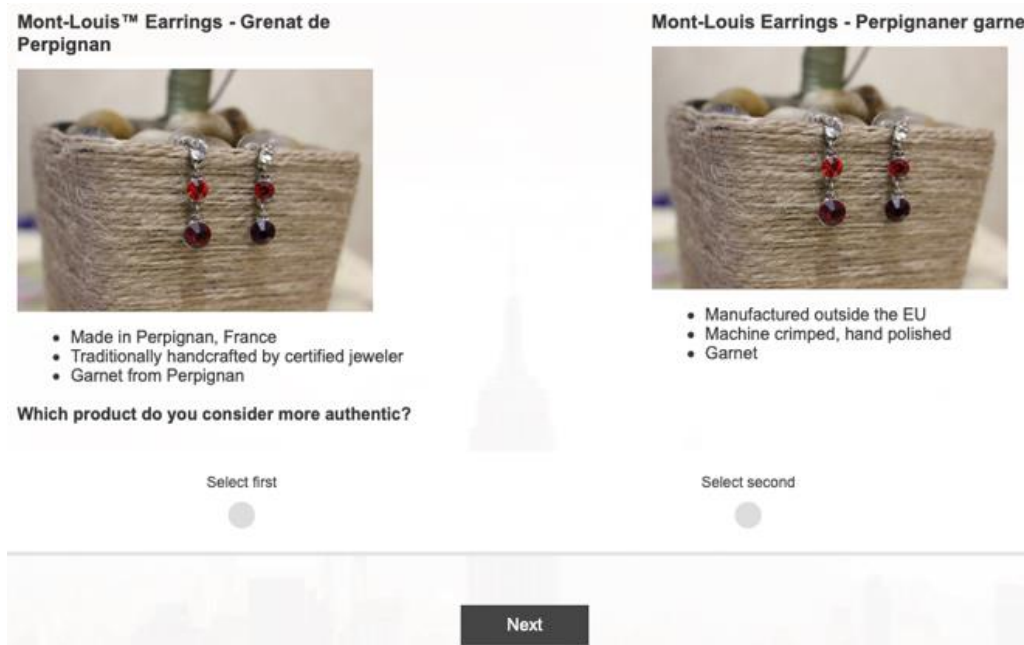 Mont-Louis™ Earrings - Grenat de
Perpignan
Made in Perpignan, France
Traditionally handcrafted by certified jeweler
Garnet from Perpignan
Mont-Louis Earrings - Perpignaner garne
Manufactured outside the EU
Machine crimped, hand polished
Garnet
Which product do you consider more authentic?
Select first
Select second
Next